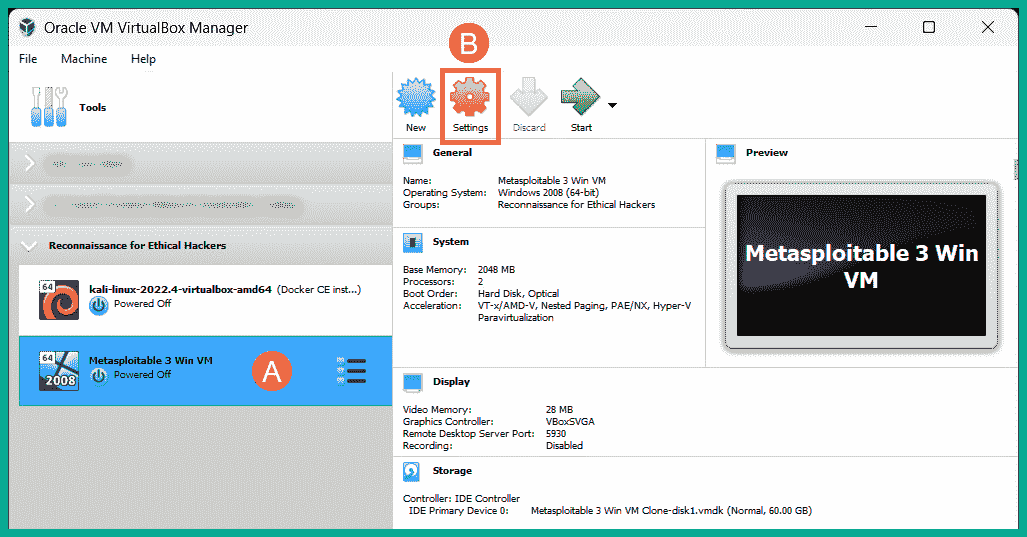 Oracle VM VirtualBox Manager
File Machine Help
B
Tools
New Settings Discard Start
Reconnaissance for Ethical Hackers
64
kali-linux-2022.4-virtualbox-amd64 (Docker CE inst...)
Powered Off
64
2008
Metasploitable 3 Win VM
Powered Off
A
General
Name: Metasploitable 3 Win VM
Operating System: Windows 2008 (64-bit)
Groups: Reconnaissance for Ethical Hackers
System
Base Memory: 2048 MB
Processors: 2
Boot Order: Hard Disk, Optical
Acceleration: VT-x/AMD-V, Nested Paging, PAE/NX, Hyper-V
Paravirtualization
Preview
Metasploitable 3 Win
VM
Display
Video Memory: 28 MB
Graphics Controller: VBoxSVGA
Remote Desktop Server Port: 5930
Recording: Disabled
Storage
Controller: IDE Controller
IDE Primary Device 0: Metasploitable 3 Win VM Clone-disk1.vmdk (Normal, 60.00 GB)